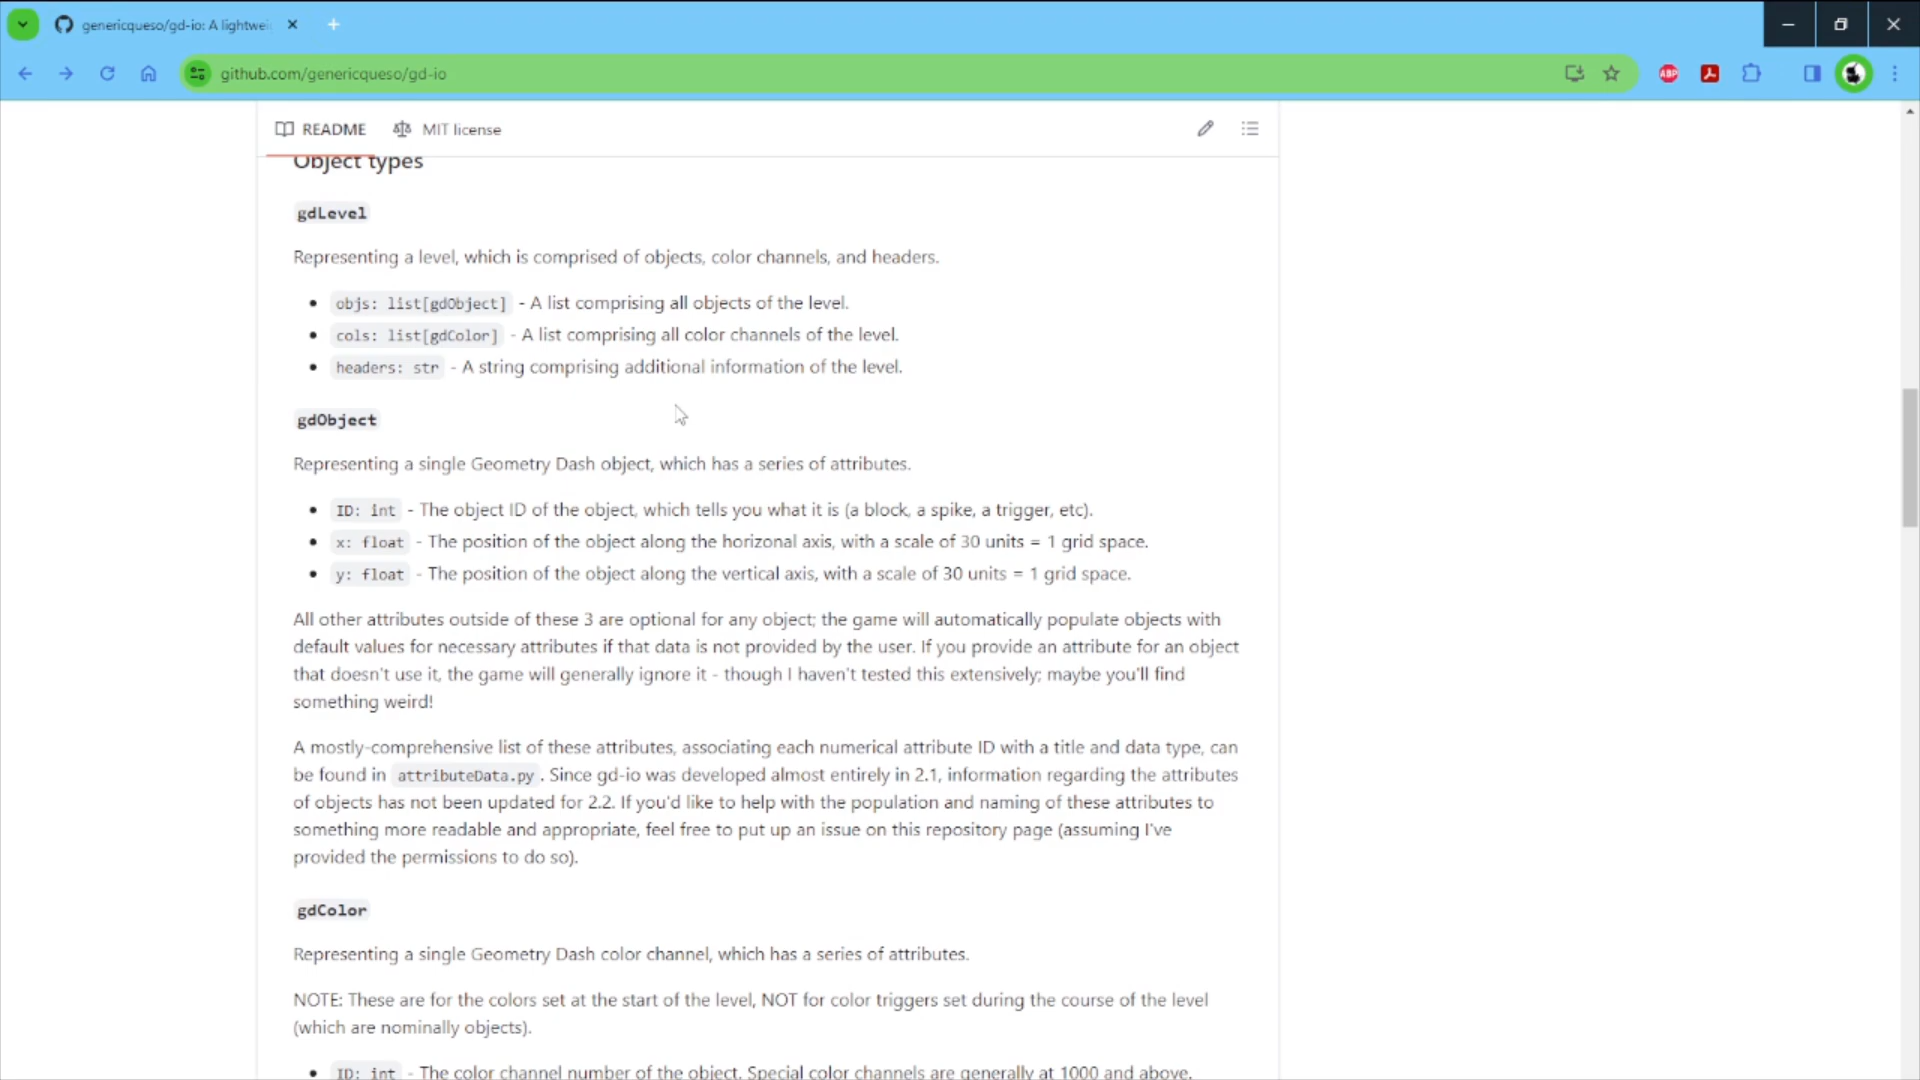 genericqueso/gd-io: A lightwei
github.com/genericqueso/gd-io
ABP
README MIT license
Object types
gdLevel
Representing a level, which is comprised of objects, color channels, and headers.
objs: list[gdObject] - A list comprising all objects of the level.
cols: list[gdColor] - A list comprising all color channels of the level.
headers: str - A string comprising additional information of the level.
gdObject
Representing a single Geometry Dash object, which has a series of attributes.
ID: int - The object ID of the object, which tells you what it is (a block, a spike, a trigger, etc).
x: float - The position of the object along the horizonal axis, with a scale of 30 units = 1 grid space.
y: float - The position of the object along the vertical axis, with a scale of 30 units = 1 grid space.
All other attributes outside of these 3 are optional for any object; the game will automatically populate objects with
default values for necessary attributes if that data is not provided by the user. If you provide an attribute for an object
that doesn't use it, the game will generally ignore it - though I haven't tested this extensively; maybe you'll find
something weird!
A mostly-comprehensive list of these attributes, associating each numerical attribute ID with a title and data type, can
be found in attributeData.py. Since gd-io was developed almost entirely in 2.1, information regarding the attributes
of objects has not been updated for 2.2. If you'd like to help with the population and naming of these attributes to
something more readable and appropriate, feel free to put up an issue on this repository page (assuming I've
provided the permissions to do so).
gdColor
Representing a single Geometry Dash color channel, which has a series of attributes.
NOTE: These are for the colors set at the start of the level, NOT for color triggers set during the course of the level
(which are nominally objects).
ID: int - The color channel number of the object. Special color channels are generally at 1000 and above.